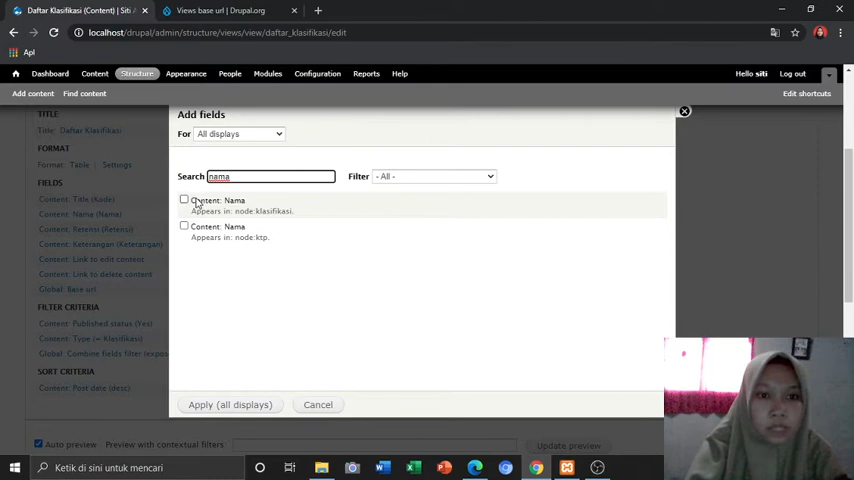 Daftar Klasifikasi (Content) | Siti A
Views base url | Drupal.org
localhost/drupal/admin/structure/views/view/daftar_klasifikasi/edit
Apl
Dashboard Content Structure Appearance People Modules Configuration Reports Help
Hello siti Log out
Add content Find content
Edit shortcuts
TITLE
Title: Daftar Klasifikasi
FORMAT
Format: Table | Settings
FIELDS
Content: Title (Kode)
Content: Nama (Nama)
Content: Retensi (Retensi)
Content: Keterangan (Keterangan)
Content: Link to edit content
Content: Link to delete content
Global: Base url
FILTER CRITERIA
Content: Published status (Yes)
Content: Type (= Klasifikasi)
Global: Combine fields filter (expos
SORT CRITERIA
Content: Post date (desc)
Add fields
For All displays
Search nama Filter - All -
Content: Nama
Appears in: node:klasifikasi.
Content: Nama
Appears in: node:ktp.
Apply (all displays) Cancel
Auto preview Preview with contextual filters: Update preview
Ketik di sini untuk mencari